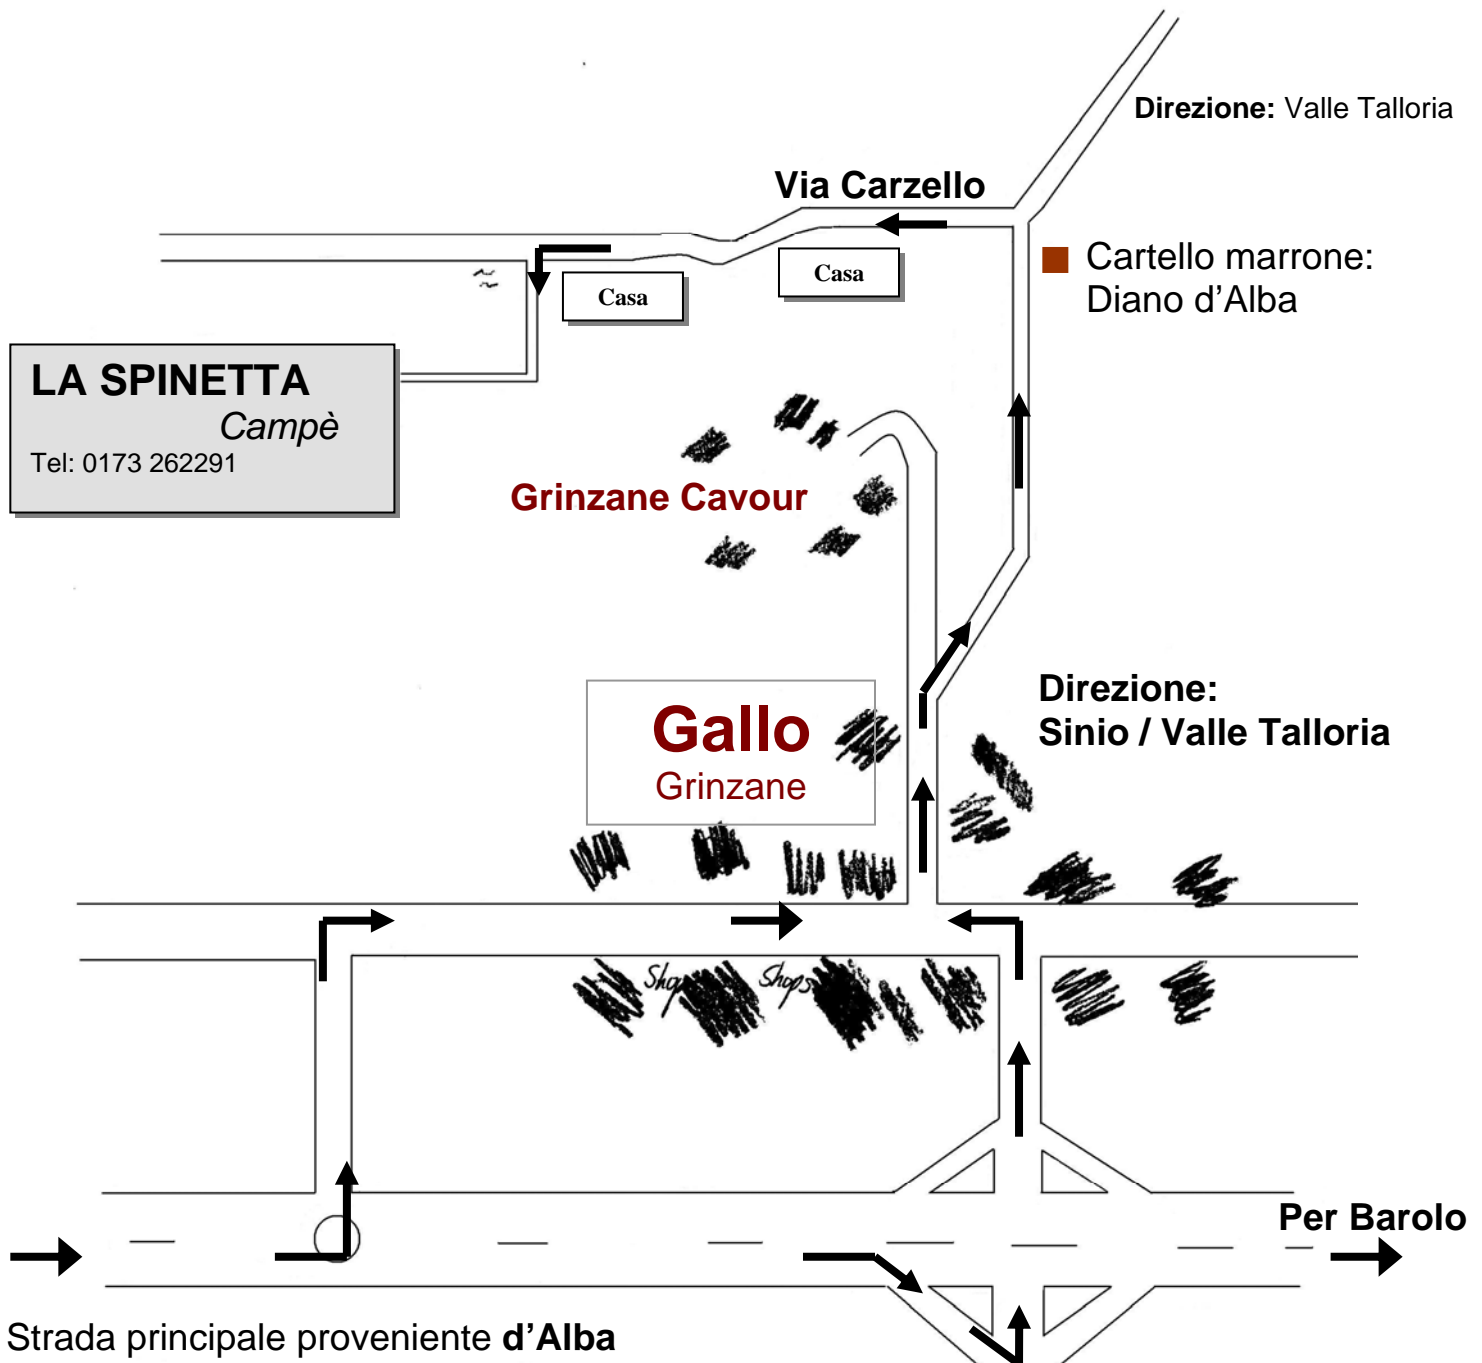 Direzione: Valle Talloria
Via Carzello
Cartello marrone:
Diano d'Alba
Casa
Casa
LA SPINETTA
Campè
Tel: 0173 262291
Grinzane Cavour
Direzione:
Sinio / Valle Talloria
Gallo
Grinzane
Shops
Per Barolo
Strada principale proveniente d'Alba